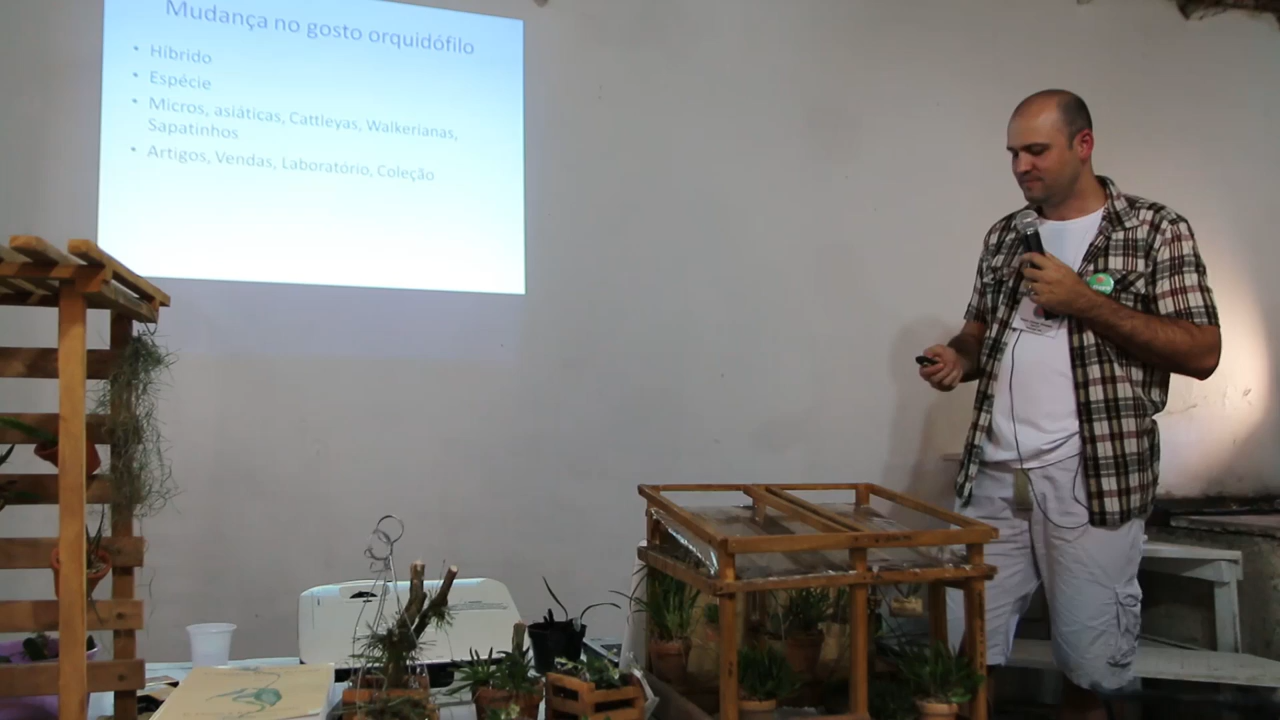 Mudança no gosto orquidófilo
• Híbrido
• Espécie
• Micros, asiáticas, Cattleyas, Walkerianas,
Sapatinhos
• Artigos, Vendas, Laboratório, Coleção